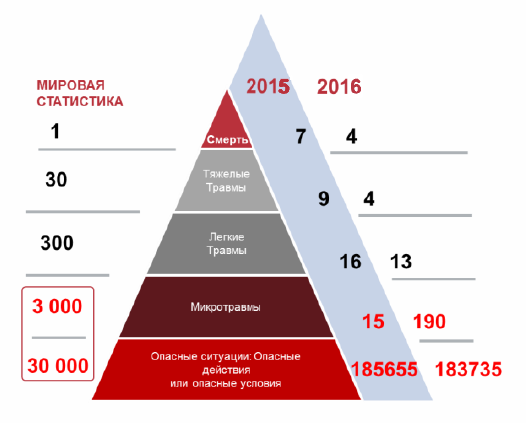 2015 2016
МИРОВАЯ
СТАТИСТИКА
1 Смерть 7 4
30 Тяжелые
Травмы 9 4
300 Легкие
Травмы 16 13
3 000 Микротравмы 15 190
30 000 Опасные ситуации: Опасные
действия
или опасные условия 185655 183735